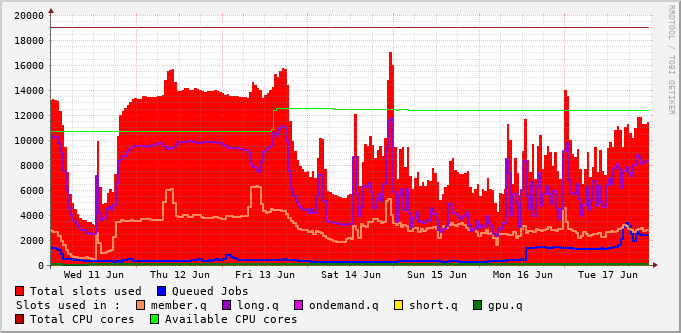 20000
18000
16000
14000
12000
10000
8000
6000
4000
2000
0
Wed 11 Jun Thu 12 Jun Fri 13 Jun Sat 14 Jun Sun 15 Jun Mon 16 Jun Tue 17 Jun
Total slots used Queued Jobs
Slots used in : member.q long.q ondemand.q short.q gpu.q
Total CPU cores Available CPU cores
RRDTOOL / TOBI OETIKER